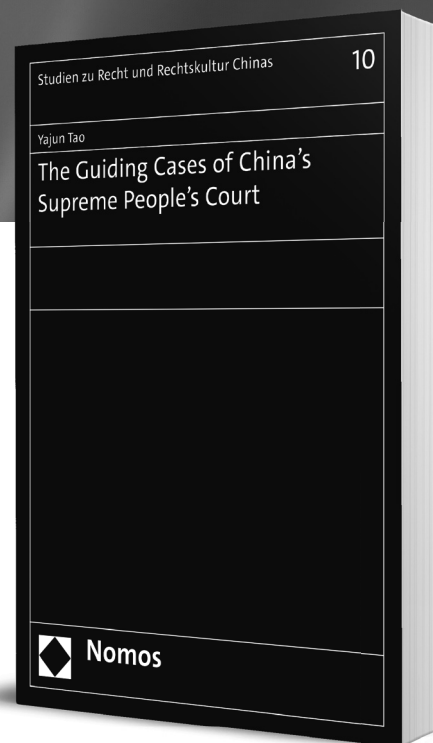 Studien zu Recht und Rechtskultur Chinas 10
Yajun Tao
The Guiding Cases of China's
Supreme People's Court
Nomos